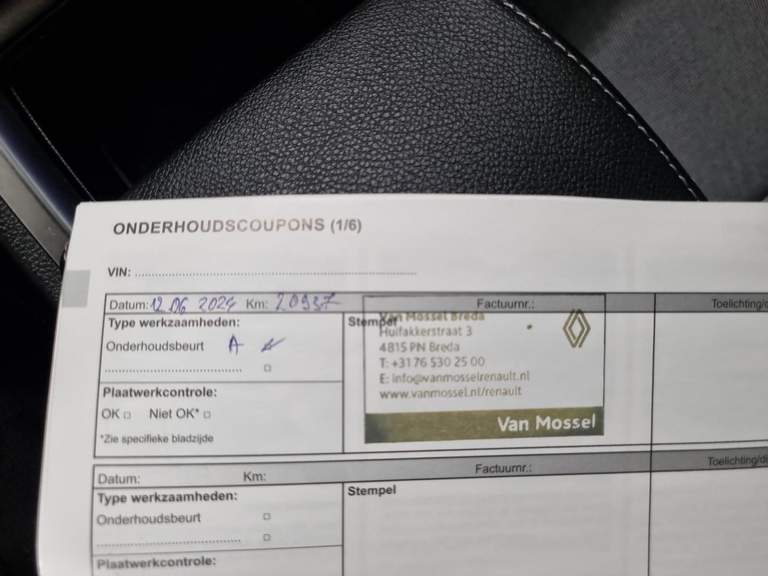 ONDERHOUDSCOUPONS (1/6)
VIN: ........................................
Datum: 12 06 2024 Km: 20937 Factuurnr.: Toelichting/
Type werkzaamheden: Stempel Van Mossel Breda
Huifakkerstraat 3
Onderhoudsbeurt A 4815 PN Breda
T: +31 76 530 25 00
E: info@vanmosselrenault.nl
Plaatwerkcontrole: www.vanmossel.nl/renault
OK Niet OK*
Van Mossel
*Zie specifieke bladzijde
Datum: Km: Factuurnr.: Toelichting/
Type werkzaamheden: Stempel
Onderhoudsbeurt
........................................
Plaatwerkcontrole: